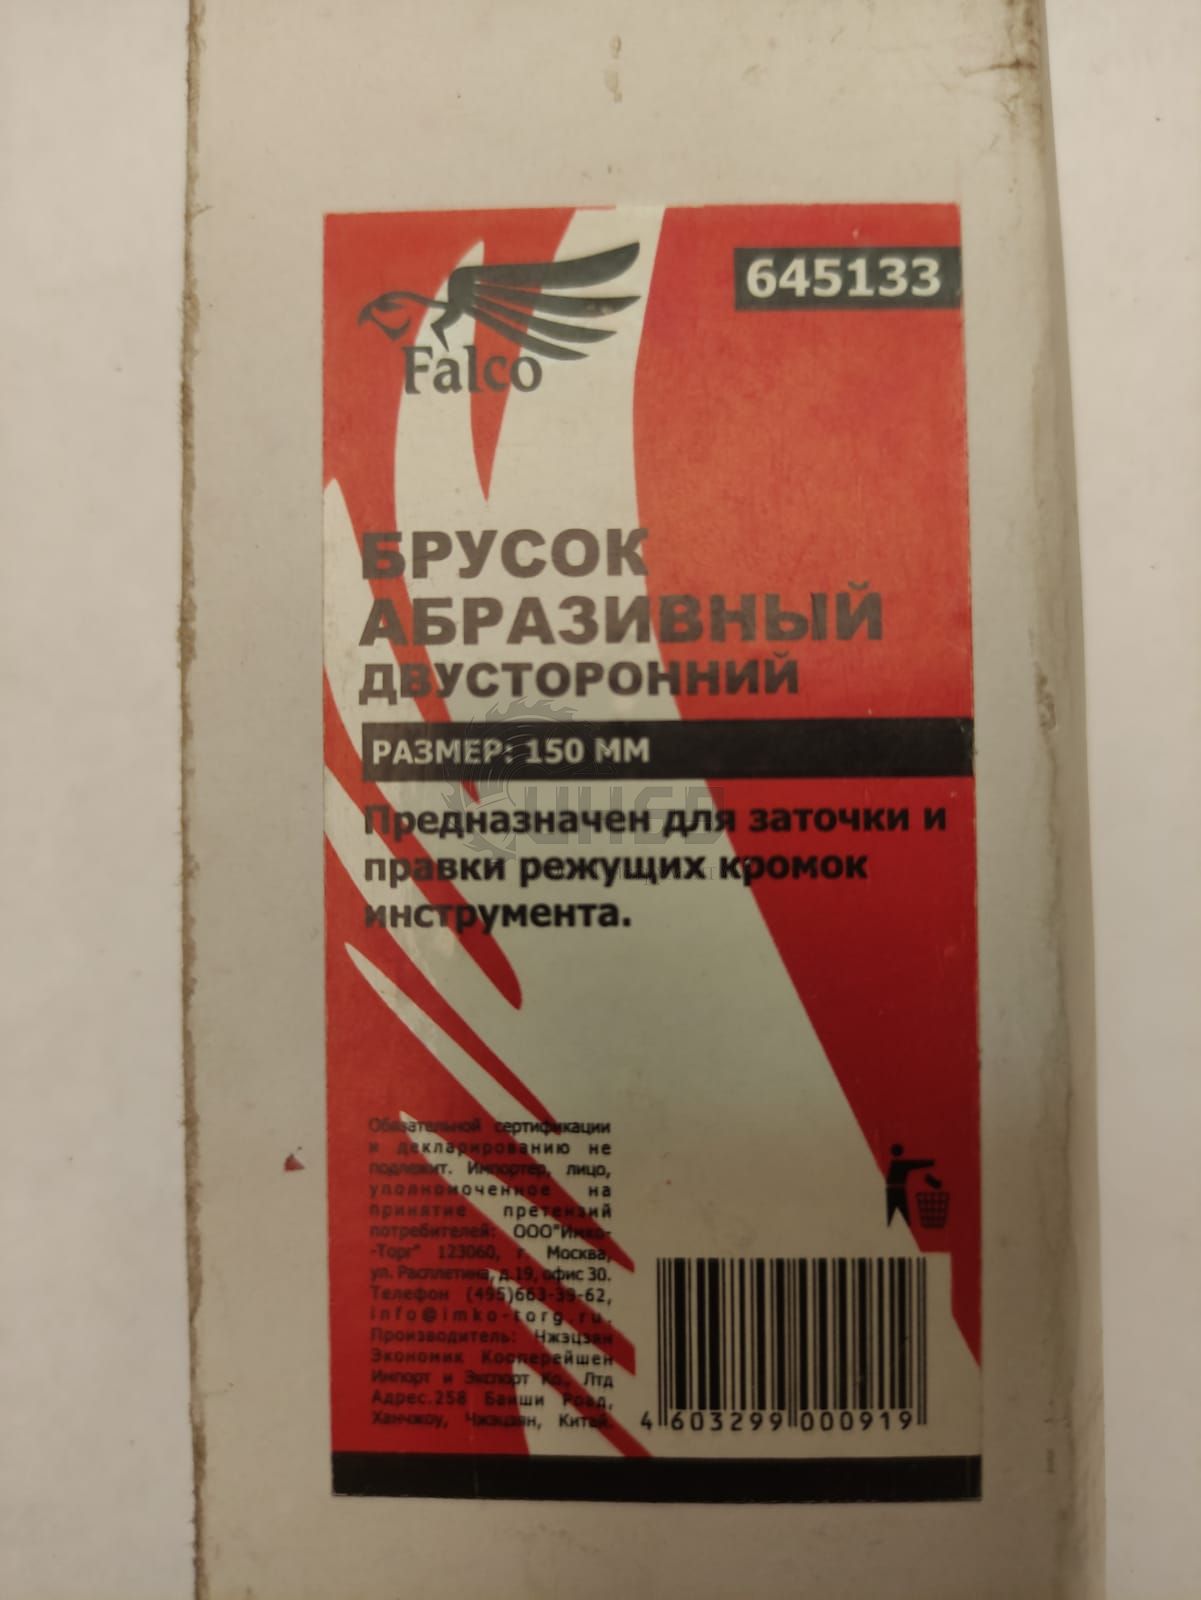 645133
Falco
БРУСОК
АБРАЗИВНЫЙ
ДВУСТОРОННИЙ
РАЗМЕР: 150 ММ
Предназначен для заточки и
правки режущих кромок
инструмента.
Обязательной сертификации
и декларированию не
подлежит. Импортер, лицо,
уполномоченное на
принятие претензий
потребителей: ООО"Имко-
-Торг" 123060, г. Москва,
ул. Расплетина, д.19, офис 30.
Телефон (495)663-39-62,
info@imko-torg.ru.
Производитель: Чжэцзян
Экономик Кооперейшен
Импорт и Экспорт Ко., Лтд
Адрес.258 Банши Роад,
Ханчжоу, Чжэцзян, Китай.
4 603299 000919